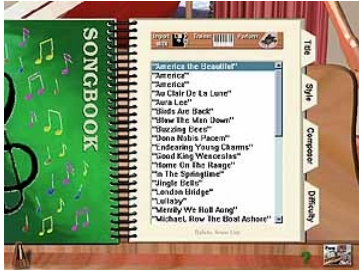 SONGBOOK
Import
Trainer
Perform
"America the Beautiful"
"America"
"America"
"Au Clair De La Lune"
"Aura Lee"
"Birds Are Back"
"Blow The Man Down"
"Buzzing Bees"
"Dona Nobis Pacem"
"Endearing Young Charms"
"Good King Wenceslas"
"Home On The Range"
"In The Springtime"
"Jingle Bells"
"London Bridge"
"Lullaby"
"Merrily We Roll Aong"
"Michael, Row The Boat Ashore"
Title
Style
Composer
Difficulty
?